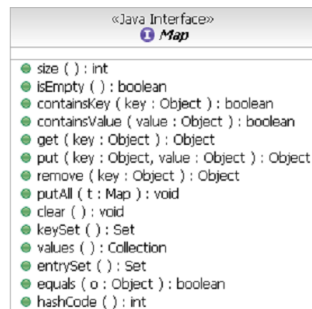 «Java Interface»
Map
size ( ) : int
isEmpty ( ) : boolean
containsKey ( key : Object ) : boolean
containsValue ( value : Object ) : boolean
get ( key : Object ) : Object
put ( key : Object, value : Object ) : Object
remove ( key : Object ) : Object
putAll ( t : Map ) : void
clear ( ) : void
keySet ( ) : Set
values ( ) : Collection
entrySet ( ) : Set
equals ( o : Object ) : boolean
hashCode ( ) : int